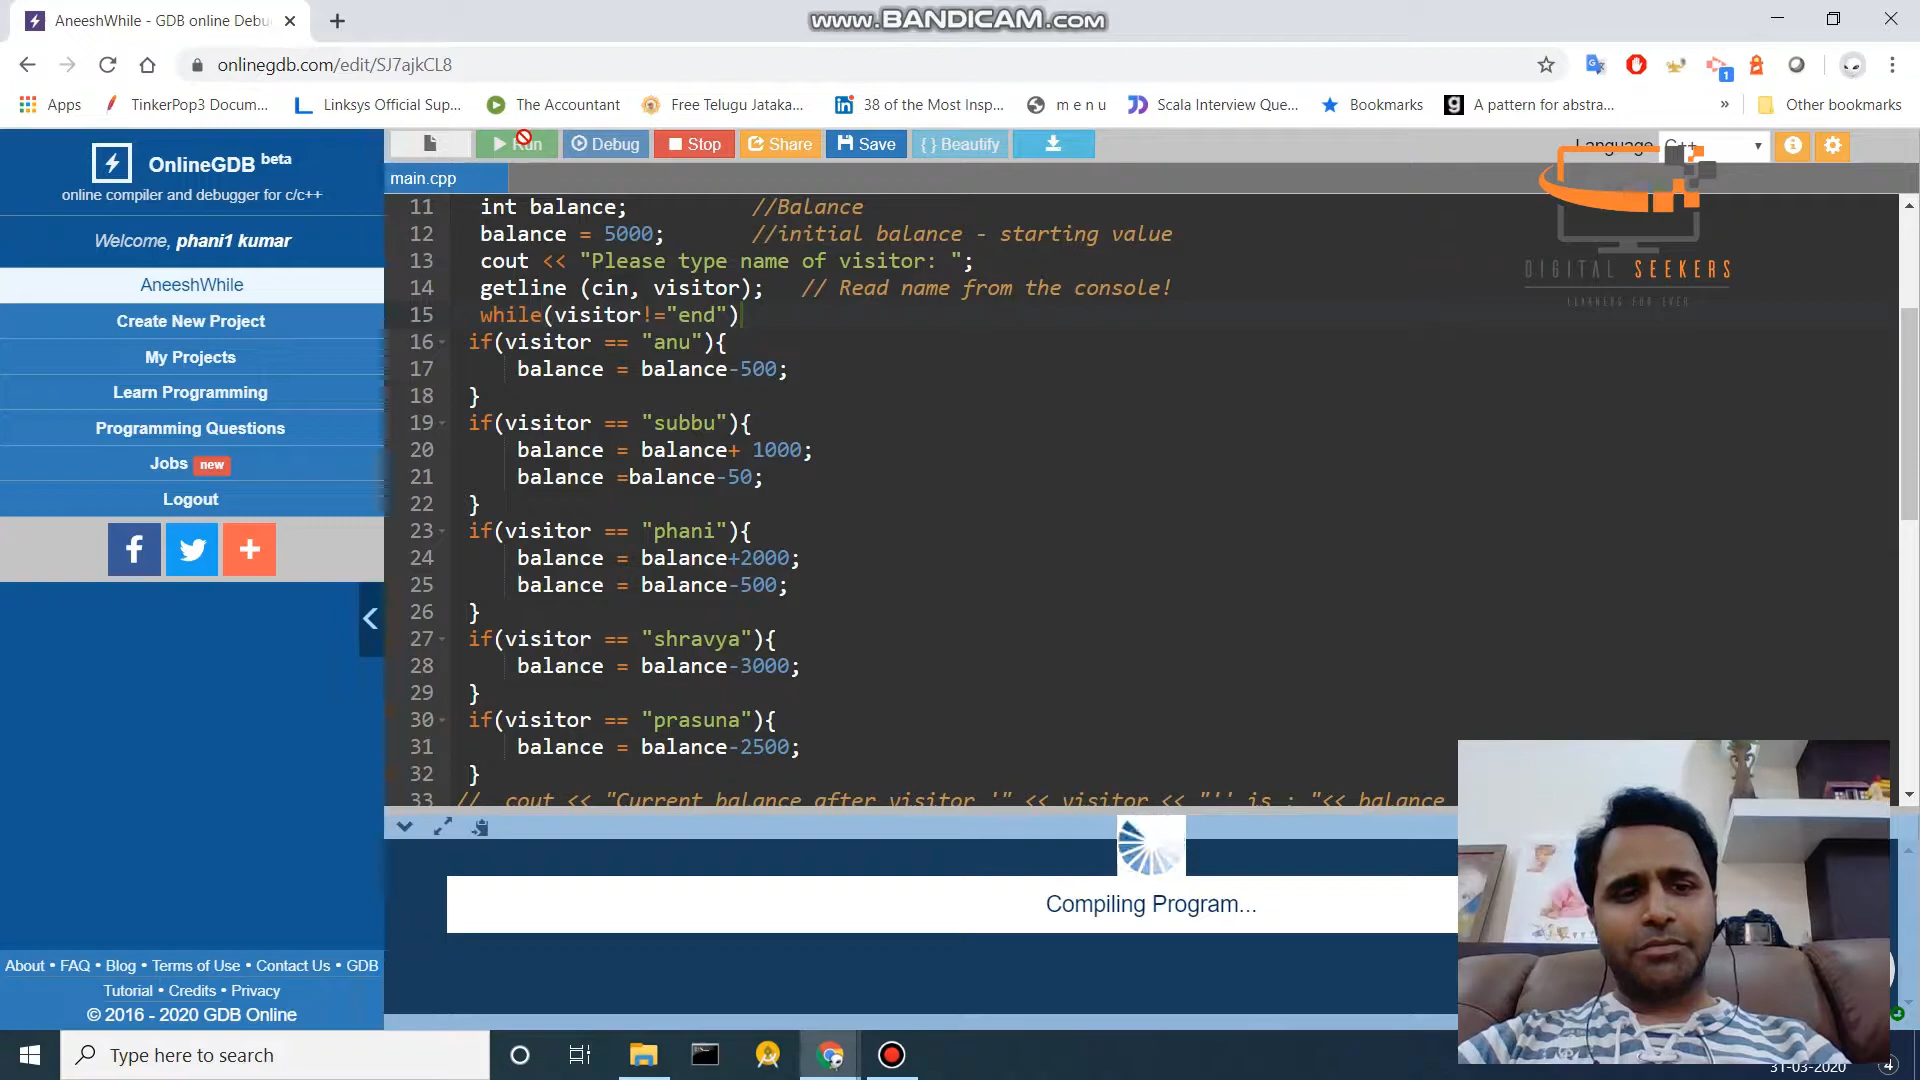 AneeshWhile - GDB online Debu
www.BANDICAM.com
onlinegdb.com/edit/SJ7ajkCL8
1
Apps
TinkerPop3 Docum...
Linksys Official Sup...
The Accountant
Free Telugu Jataka...
38 of the Most Insp...
m e n u
Scala Interview Que...
Bookmarks
A pattern for abstra...
»
Other bookmarks
OnlineGDB beta
online compiler and debugger for c/c++
Welcome, phani1 kumar
AneeshWhile
Create New Project
My Projects
Learn Programming
Programming Questions
Jobs new
Logout
About • FAQ • Blog • Terms of Use • Contact Us • GDB
Tutorial • Credits • Privacy
© 2016 - 2020 GDB Online
Run
Debug
Stop
Share
Save
{ } Beautify
Language C++
main.cpp
11 int balance; //Balance
12 balance = 5000; //initial balance - starting value
13 cout << "Please type name of visitor: ";
14 getline (cin, visitor); // Read name from the console!
15 while(visitor!="end")
16 if(visitor == "anu"){
17 balance = balance-500;
18 }
19 if(visitor == "subbu"){
20 balance = balance+ 1000;
21 balance =balance-50;
22 }
23 if(visitor == "phani"){
24 balance = balance+2000;
25 balance = balance-500;
26 }
27 if(visitor == "shravya"){
28 balance = balance-3000;
29 }
30 if(visitor == "prasuna"){
31 balance = balance-2500;
32 }
33 // cout << "Current balance after visitor '" << visitor << "'' is : "<< balance
DIGITAL SEEKERS
LEARNERS FOR EVER
Compiling Program...
Type here to search
31-03-2020
4